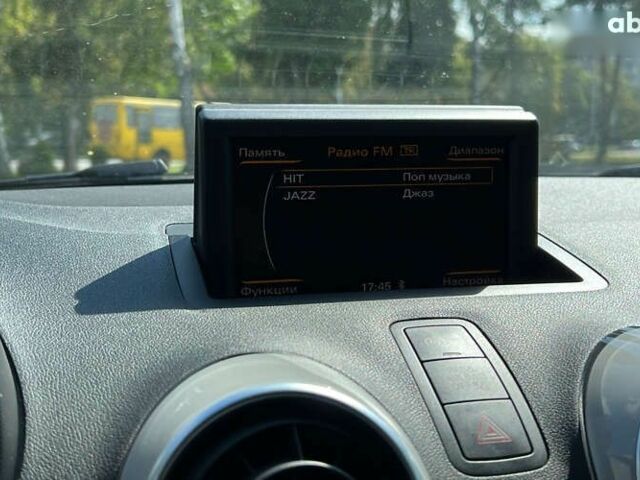 ab
Память Радио FM TP Диапазон
HIT Поп музыка
JAZZ Джаз
Функции 17:45 Настройка